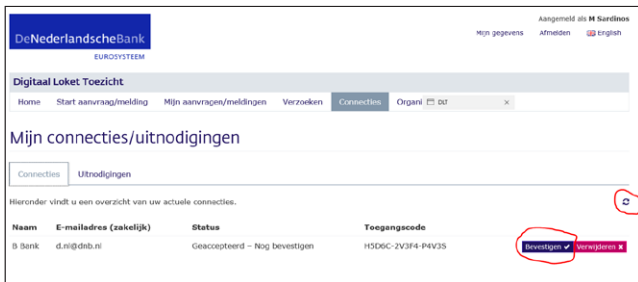 Aangemeld als M Sardinos
Mijn gegevens Afmelden English
DeNederlandscheBank
EUROSYSTEEM
Digitaal Loket Toezicht
Home Start aanvraag/melding Mijn aanvragen/meldingen Verzoeken Connecties Organi DLT ×
Mijn connecties/uitnodigingen
Connecties Uitnodigingen
Hieronder vindt u een overzicht van uw actuele connecties.
Naam E-mailadres (zakelijk) Status Toegangscode
B Bank d.nl@dnb.nl Geaccepteerd – Nog bevestigen H5D6C-2V3F4-P4V3S Bevestigen ✔ Verwijderen ✖